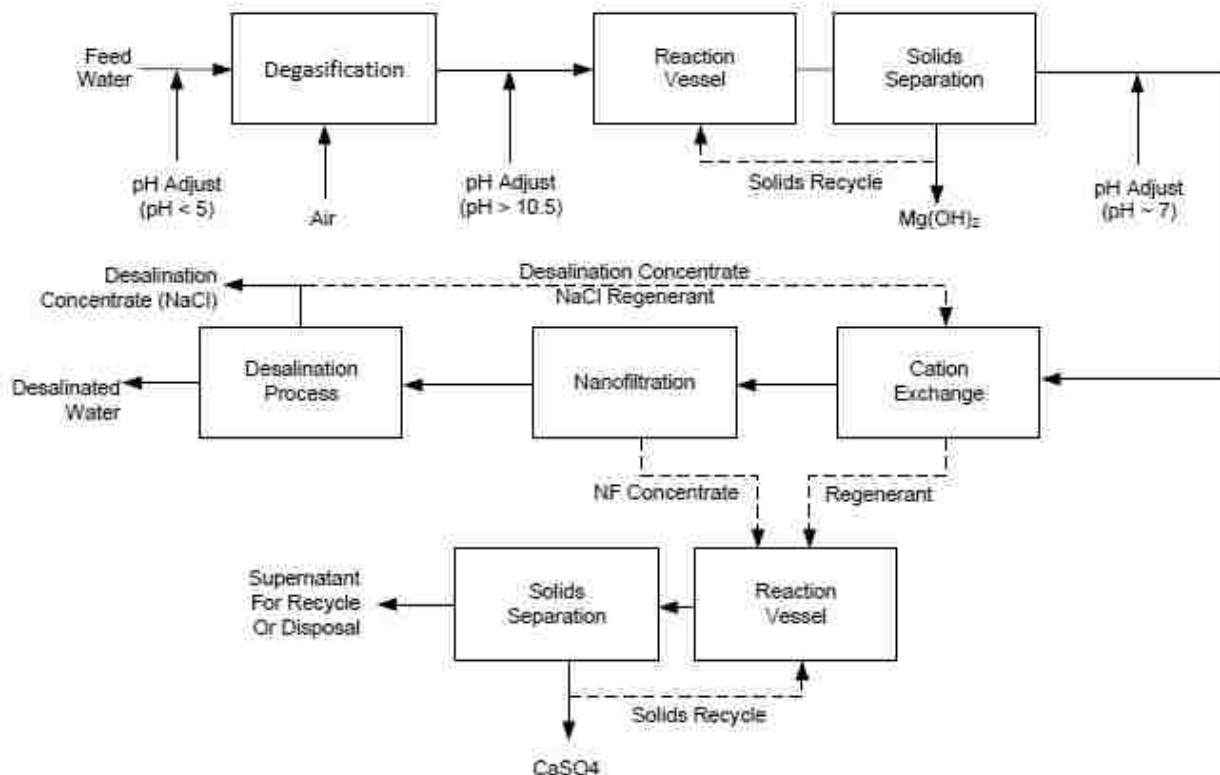 Feed
Water
Degasification
Reaction
Vessel
Solids
Separation
pH Adjust
(pH < 5)
Air
pH Adjust
(pH > 10.5)
Solids Recycle
Mg(OH)₂
pH Adjust
(pH ~ 7)
Desalination
Concentrate (NaCl)
Desalination Concentrate
NaCl Regenerant
Desalinated
Water
Desalination
Process
Nanofiltration
Cation
Exchange
NF Concentrate
Regenerant
Supernatant
For Recycle
Or Disposal
Solids
Separation
Reaction
Vessel
Solids Recycle
CaSO4